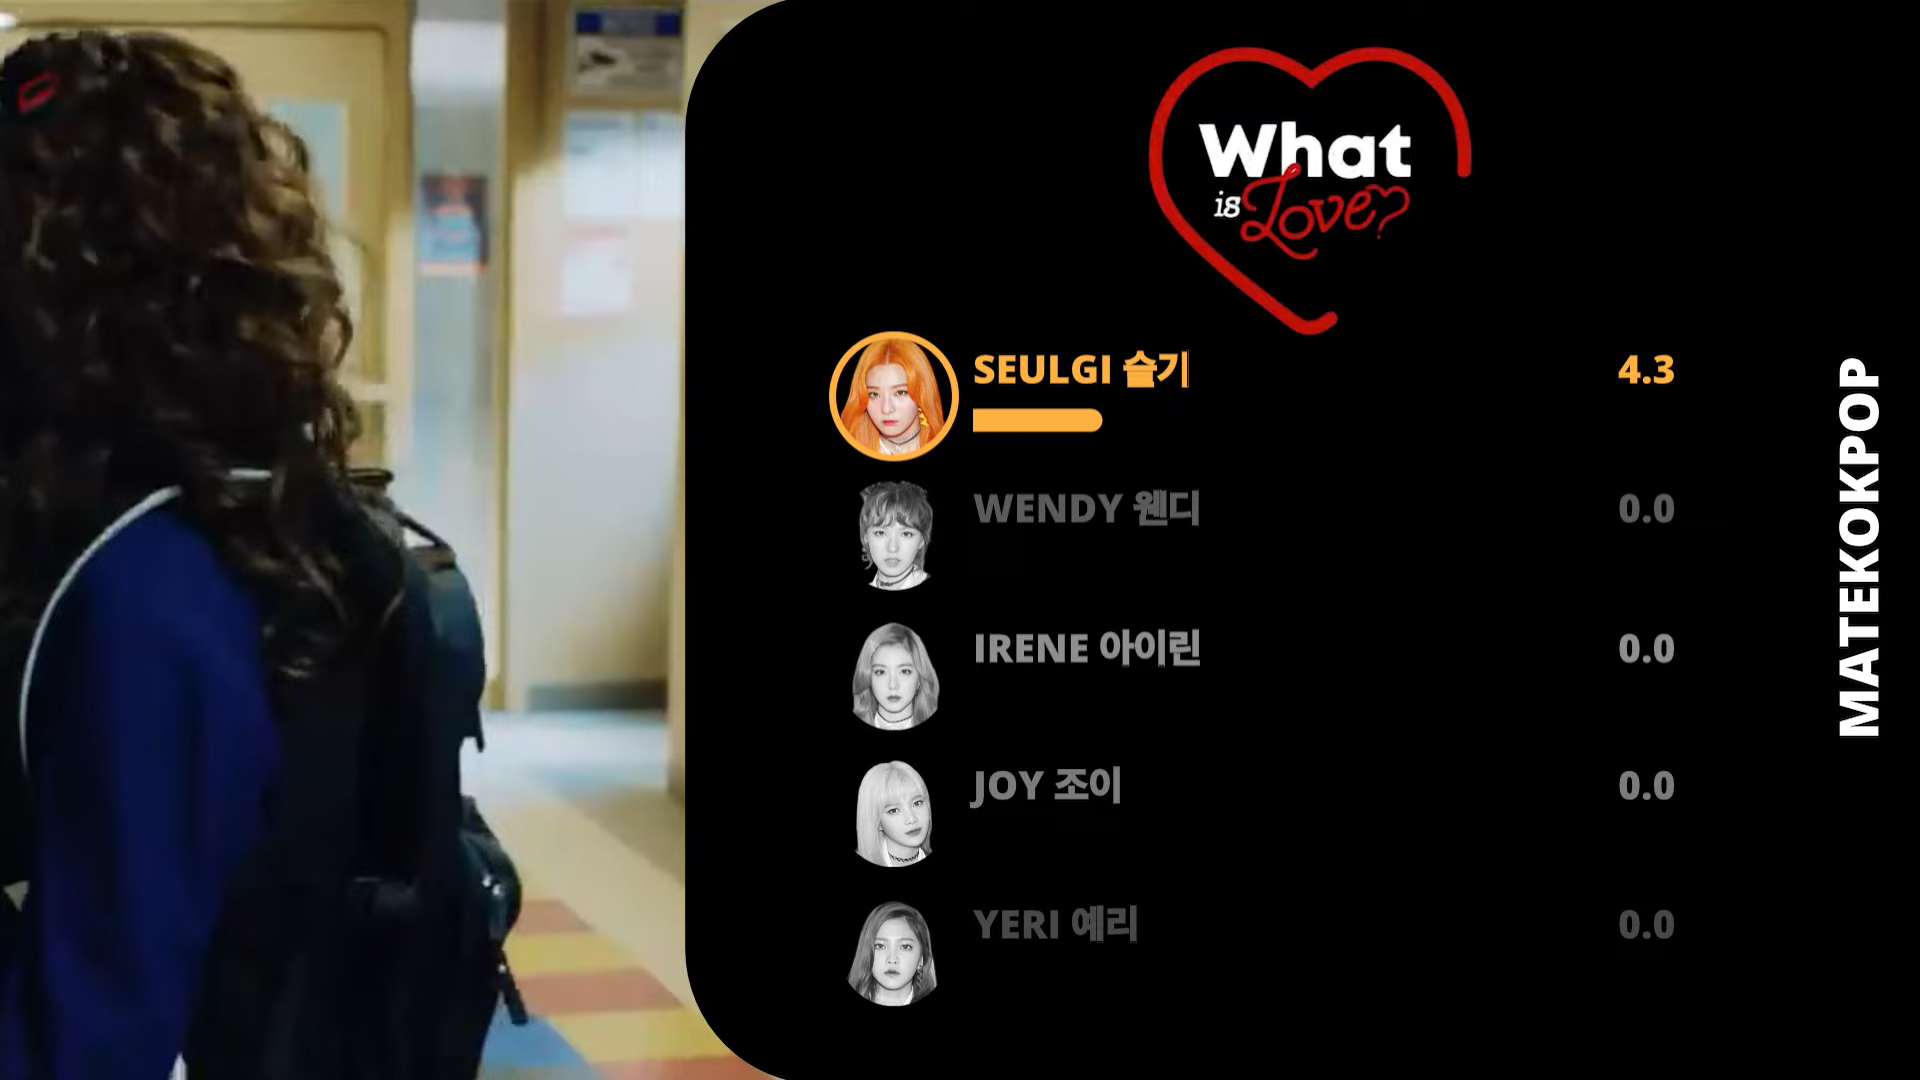 What
is Love?
SEULGI 슬기 4.3
WENDY 웬디 0.0
IRENE 아이린 0.0
JOY 조이 0.0
YERI 예리 0.0
MATEKOKPOP